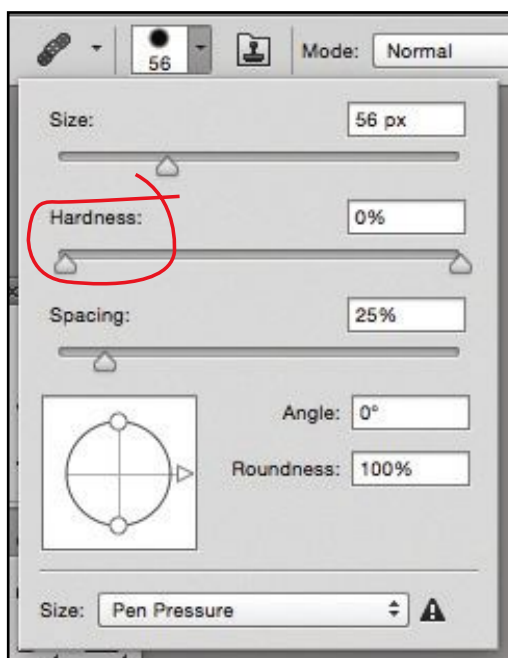 56 Mode: Normal
Size: 56 px
Hardness: 0%
Spacing: 25%
Angle: 0°
Roundness: 100%
Size: Pen Pressure